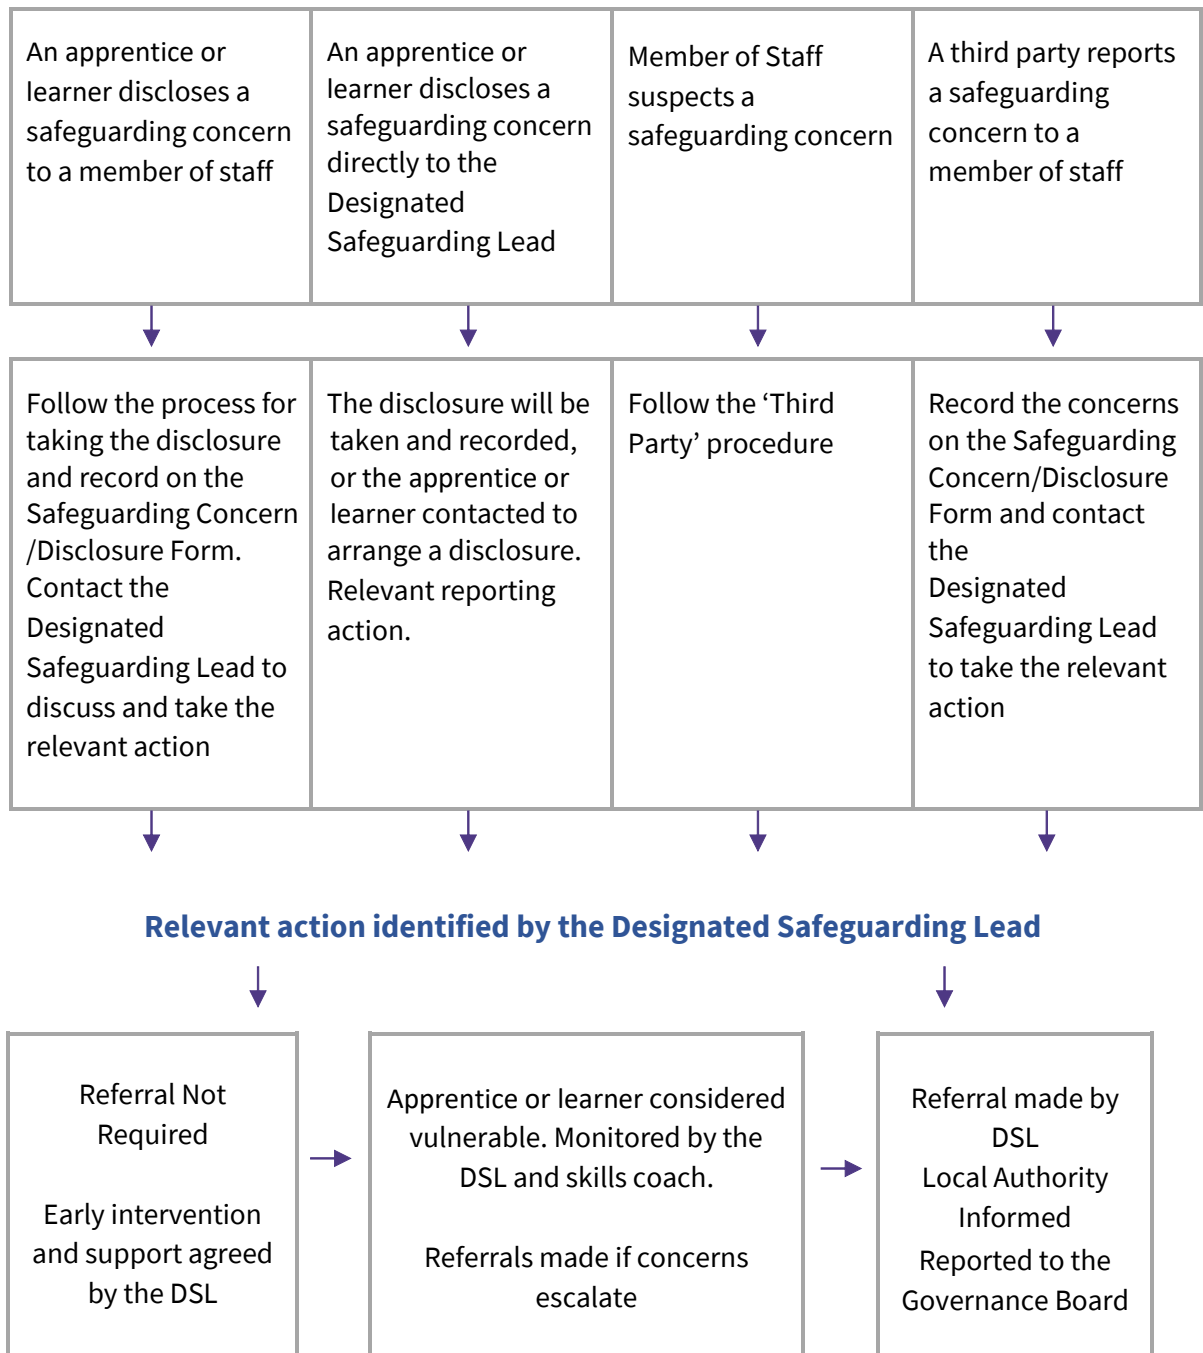 An apprentice or
learner discloses a
safeguarding concern
to a member of staff
An apprentice or
learner discloses a
safeguarding concern
directly to the
Designated
Safeguarding Lead
Member of Staff
suspects a
safeguarding concern
A third party reports
a safeguarding
concern to a
member of staff
Follow the process for
taking the disclosure
and record on the
Safeguarding Concern
/Disclosure Form.
Contact the
Designated
Safeguarding Lead to
discuss and take the
relevant action
The disclosure will be
taken and recorded,
or the apprentice or
learner contacted to
arrange a disclosure.
Relevant reporting
action.
Follow the ‘Third
Party’ procedure
Record the concerns
on the Safeguarding
Concern/Disclosure
Form and contact
the
Designated
Safeguarding Lead
to take the relevant
action
Relevant action identified by the Designated Safeguarding Lead
Referral Not
Required
Early intervention
and support agreed
by the DSL
Apprentice or learner considered
vulnerable. Monitored by the
DSL and skills coach.
Referrals made if concerns
escalate
Referral made by
DSL
Local Authority
Informed
Reported to the
Governance Board